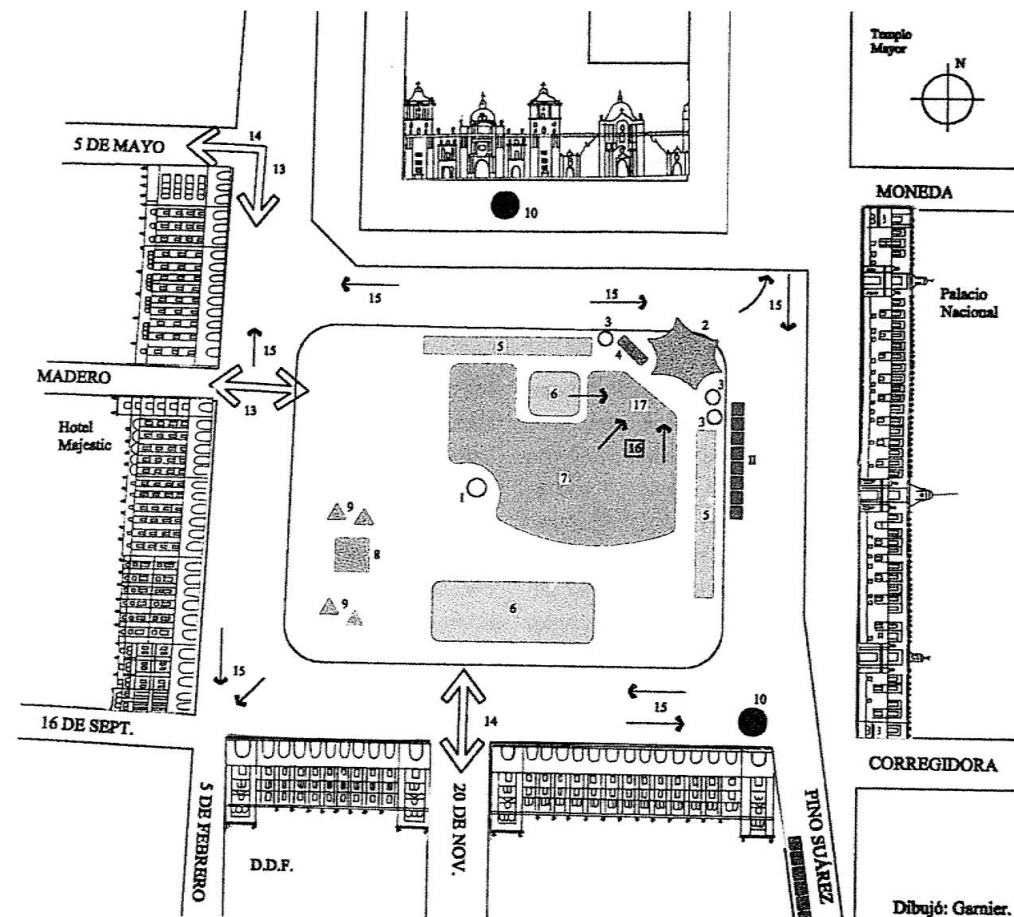 Templo
Mayor
N
5 DE MAYO
14
13
10
MONEDA
15
15
15
Palacio
Nacional
3
2
5
4
15
MADERO
13
6
3
17
Hotel
Majestic
3
16
11
1
7
5
9
8
9
6
15
15
10
14
15
16 DE SEPT.
CORREGIDORA
5 DE FEBRERO
20 DE NOV.
PINO SUÁREZ
D.D.F.
Dibujó: Garnier.